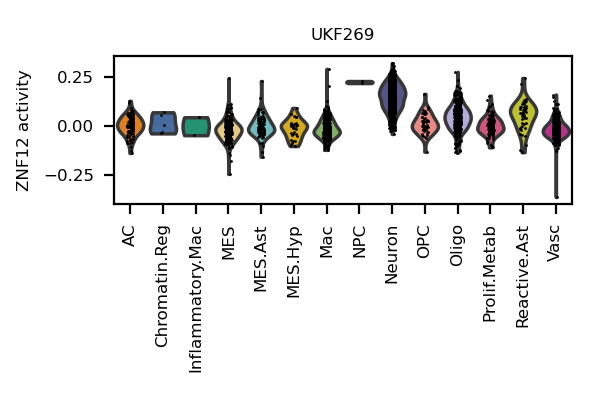 UKF269
ZNF12 activity
0.25
0.00
−0.25
AC
Chromatin.Reg
Inflammatory.Mac
MES
MES.Ast
MES.Hyp
Mac
NPC
Neuron
OPC
Oligo
Prolif.Metab
Reactive.Ast
Vasc